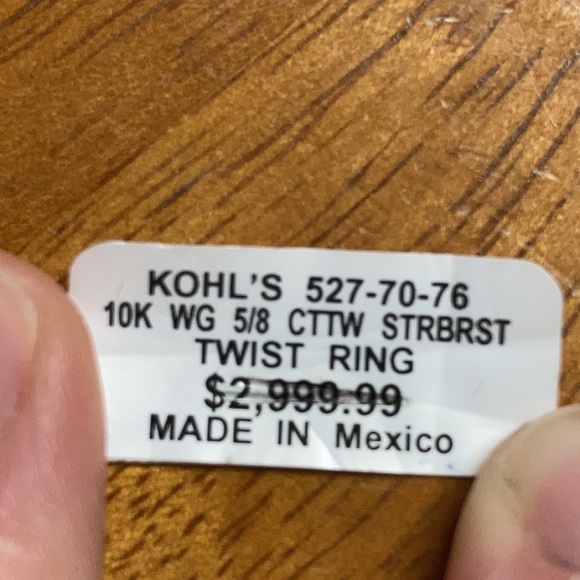 KOHL'S 527-70-76
10K WG 5/8 CTTW STRBRST
TWIST RING
$2,999.99
MADE IN Mexico